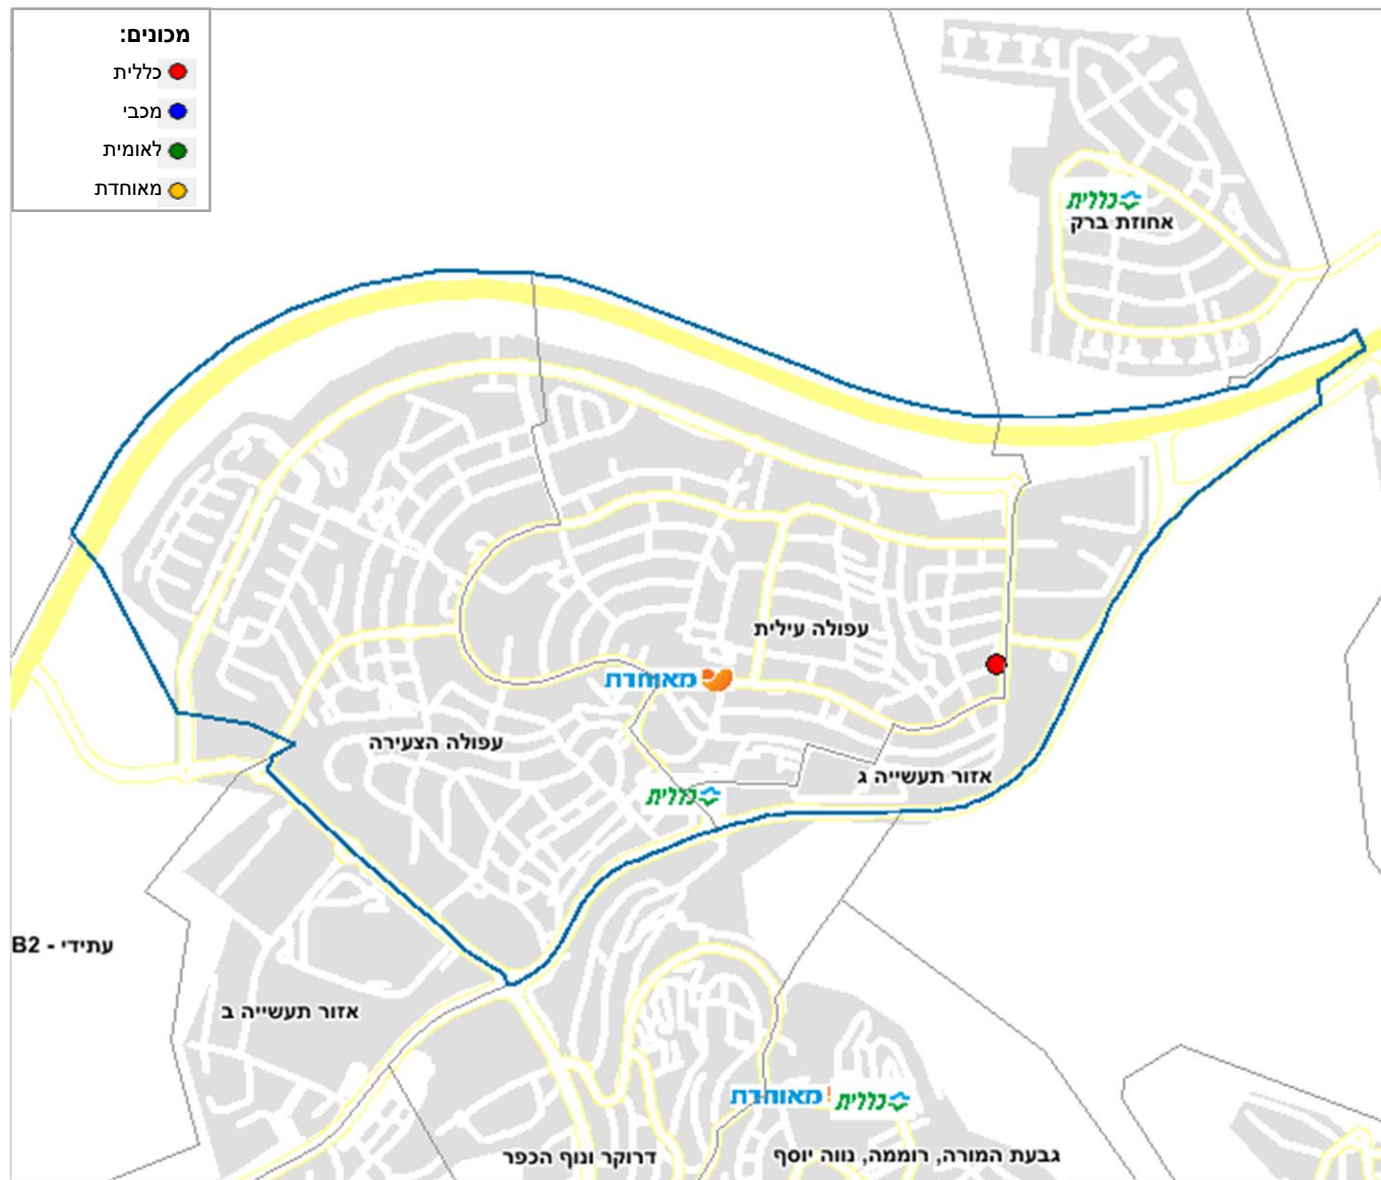 מכונים:
כללית
מכבי
לאומית
מאוחדת
כללית
אחוזת ברק
עפולה עילית
מאוחדת
עפולה הצעירה
אזור תעשייה ג
כללית
עתידי - B2
אזור תעשייה ב
מאוחדת
כללית
דרוקר ונוף הכפר
גבעת המורה, רוממה, נווה יוסף